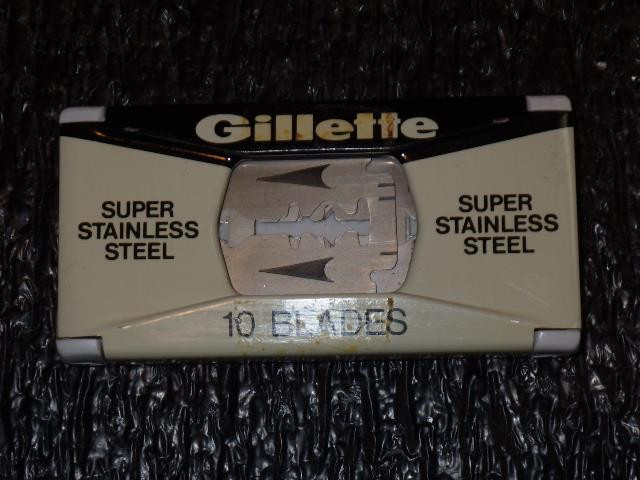 Gillette
SUPER
STAINLESS
STEEL
SUPER
STAINLESS
STEEL
10 BLADES